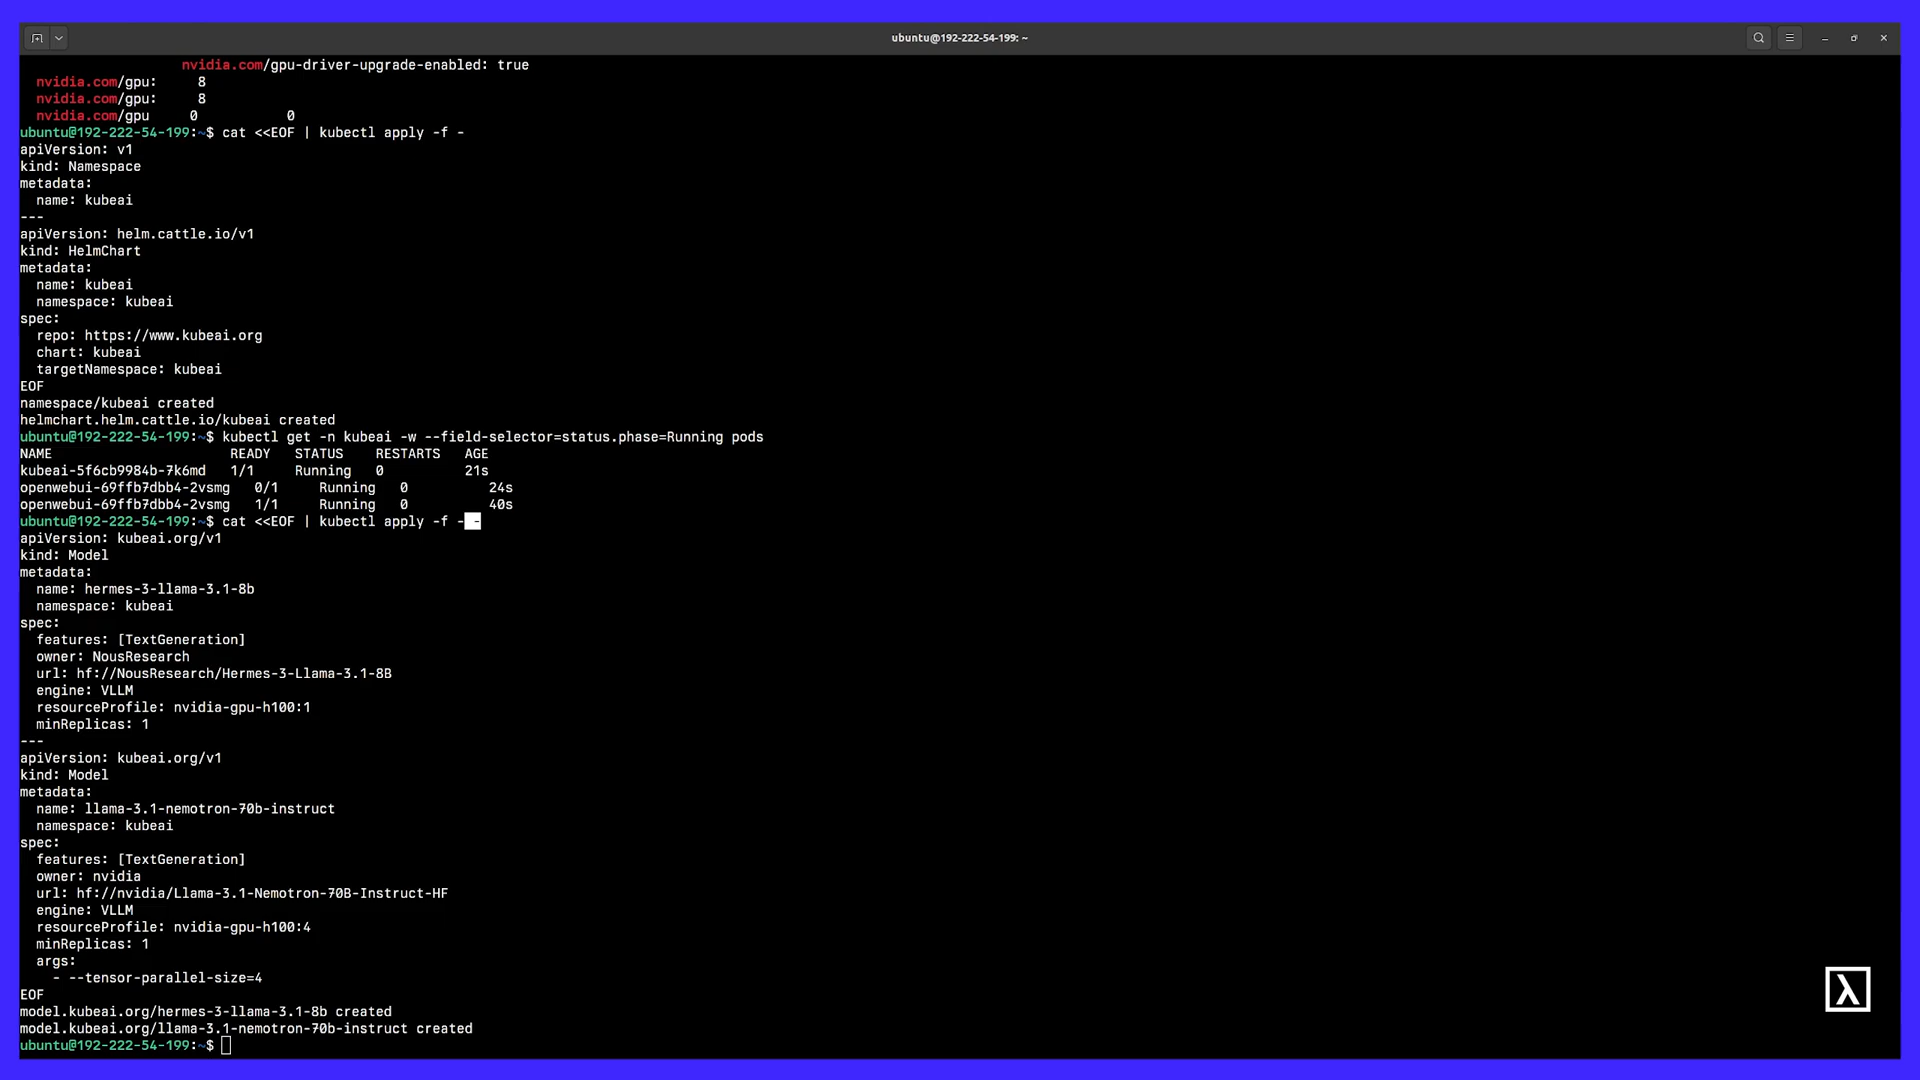 ubuntu@192-222-54-199: ~
nvidia.com/gpu-driver-upgrade-enabled: true
nvidia.com/gpu: 8
nvidia.com/gpu: 8
nvidia.com/gpu 0 0
ubuntu@192-222-54-199:~$ cat <<EOF | kubectl apply -f -
apiVersion: v1
kind: Namespace
metadata:
  name: kubeai
---
apiVersion: helm.cattle.io/v1
kind: HelmChart
metadata:
  name: kubeai
  namespace: kubeai
spec:
  repo: https://www.kubeai.org
  chart: kubeai
  targetNamespace: kubeai
EOF
namespace/kubeai created
helmchart.helm.cattle.io/kubeai created
ubuntu@192-222-54-199:~$ kubectl get -n kubeai -w --field-selector=status.phase=Running pods
NAME READY STATUS RESTARTS AGE
kubeai-5f6cb9984b-7k6md 1/1 Running 0 21s
openwebui-69ffb7dbb4-2vsmg 0/1 Running 0 24s
openwebui-69ffb7dbb4-2vsmg 1/1 Running 0 40s
ubuntu@192-222-54-199:~$ cat <<EOF | kubectl apply -f - -
apiVersion: kubeai.org/v1
kind: Model
metadata:
  name: hermes-3-llama-3.1-8b
  namespace: kubeai
spec:
  features: [TextGeneration]
  owner: NousResearch
  url: hf://NousResearch/Hermes-3-Llama-3.1-8B
  engine: VLLM
  resourceProfile: nvidia-gpu-h100:1
  minReplicas: 1
---
apiVersion: kubeai.org/v1
kind: Model
metadata:
  name: llama-3.1-nemotron-70b-instruct
  namespace: kubeai
spec:
  features: [TextGeneration]
  owner: nvidia
  url: hf://nvidia/Llama-3.1-Nemotron-70B-Instruct-HF
  engine: VLLM
  resourceProfile: nvidia-gpu-h100:4
  minReplicas: 1
  args:
    - --tensor-parallel-size=4
EOF
model.kubeai.org/hermes-3-llama-3.1-8b created
model.kubeai.org/llama-3.1-nemotron-70b-instruct created
ubuntu@192-222-54-199:~$
λ